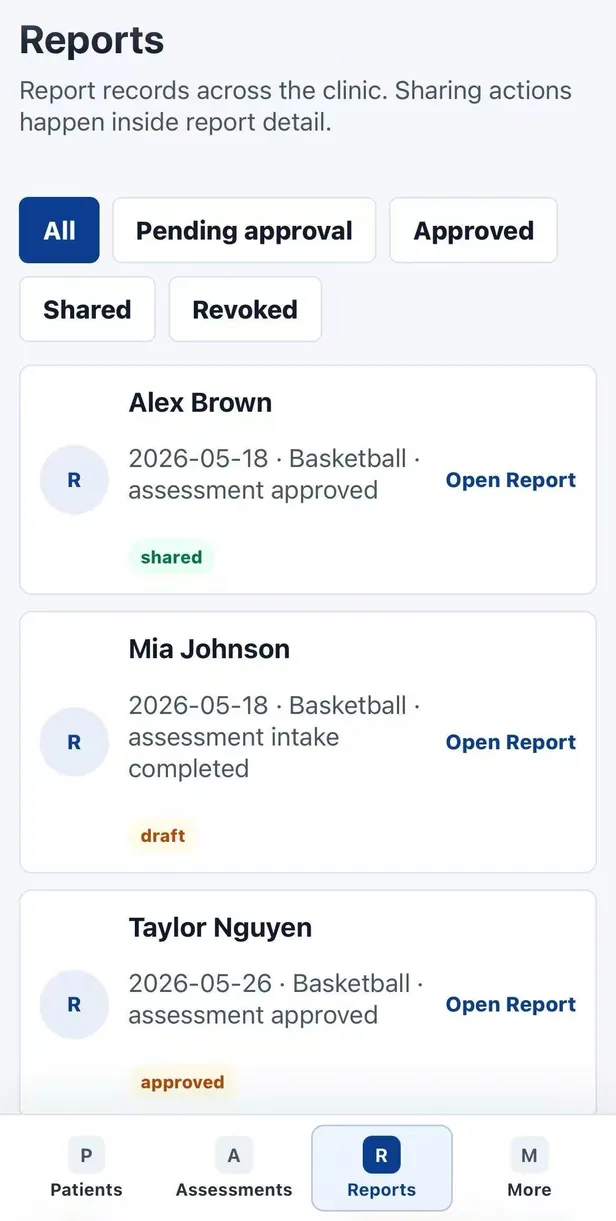 Reports
Report records across the clinic. Sharing actions
happen inside report detail.
All
Pending approval
Approved
Shared
Revoked
Alex Brown
R
2026-05-18 · Basketball ·
assessment approved
Open Report
shared
Mia Johnson
R
2026-05-18 · Basketball ·
assessment intake
completed
Open Report
draft
Taylor Nguyen
R
2026-05-26 · Basketball ·
assessment approved
Open Report
approved
P
Patients
A
Assessments
R
Reports
M
More